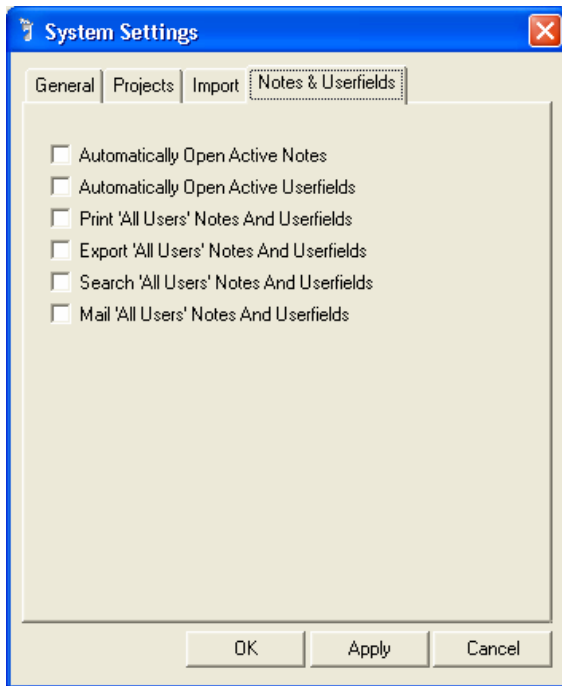 System Settings
General Projects Import Notes & Userfields
Automatically Open Active Notes
Automatically Open Active Userfields
Print 'All Users' Notes And Userfields
Export 'All Users' Notes And Userfields
Search 'All Users' Notes And Userfields
Mail 'All Users' Notes And Userfields
OK Apply Cancel